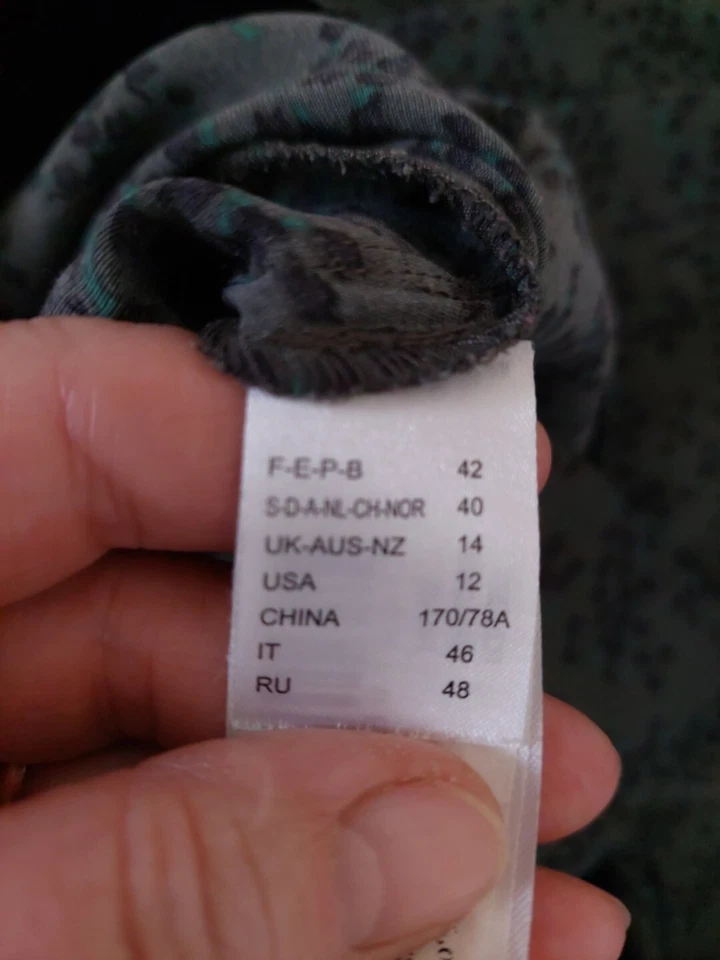 F-E-P-B 42
S-D-A-NL-CH-NOR 40
UK-AUS-NZ 14
USA 12
CHINA 170/78A
IT 46
RU 48